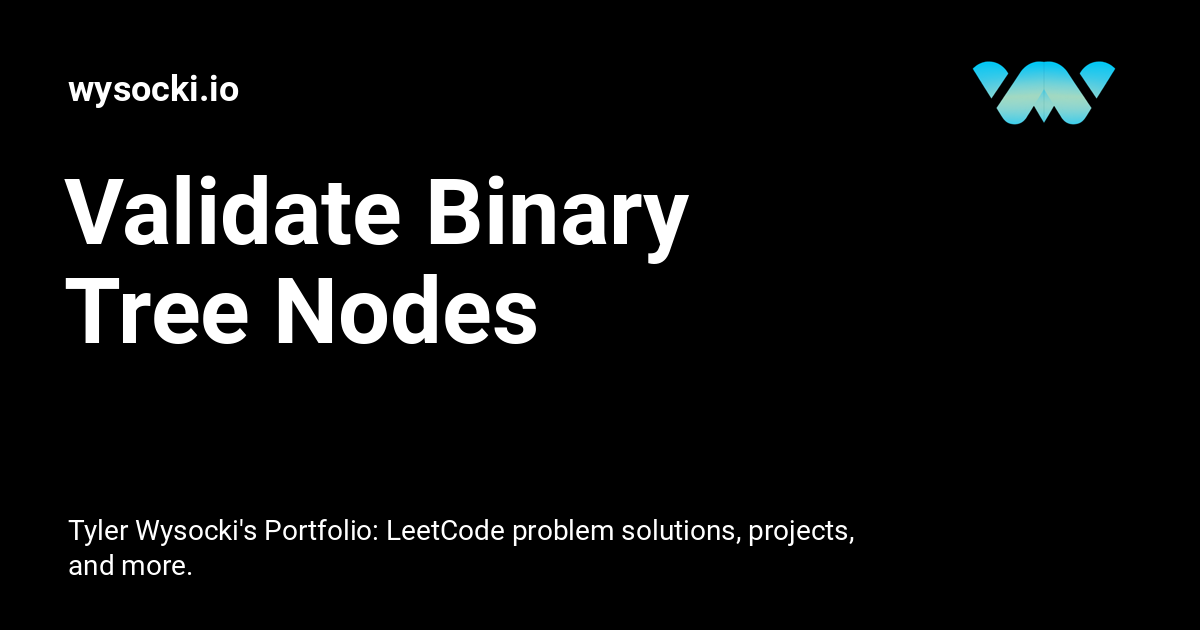 wysocki.io
Validate Binary
Tree Nodes
Tyler Wysocki's Portfolio: LeetCode problem solutions, projects,
and more.